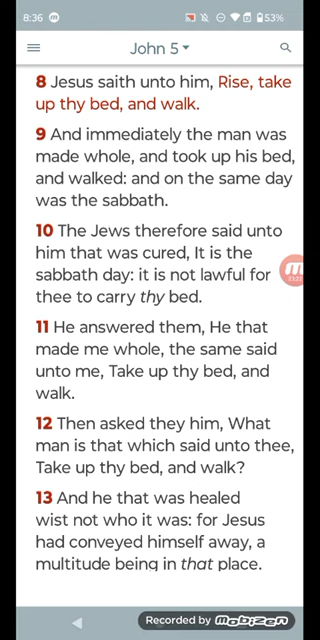 8:36 53%
John 5
8 Jesus saith unto him, Rise, take
up thy bed, and walk.
9 And immediately the man was
made whole, and took up his bed,
and walked: and on the same day
was the sabbath.
10 The Jews therefore said unto
him that was cured, It is the
sabbath day: it is not lawful for
thee to carry thy bed.
11 He answered them, He that
made me whole, the same said
unto me, Take up thy bed, and
walk.
12 Then asked they him, What
man is that which said unto thee,
Take up thy bed, and walk?
13 And he that was healed
wist not who it was: for Jesus
had conveyed himself away, a
multitude being in that place.
Recorded by mobizen